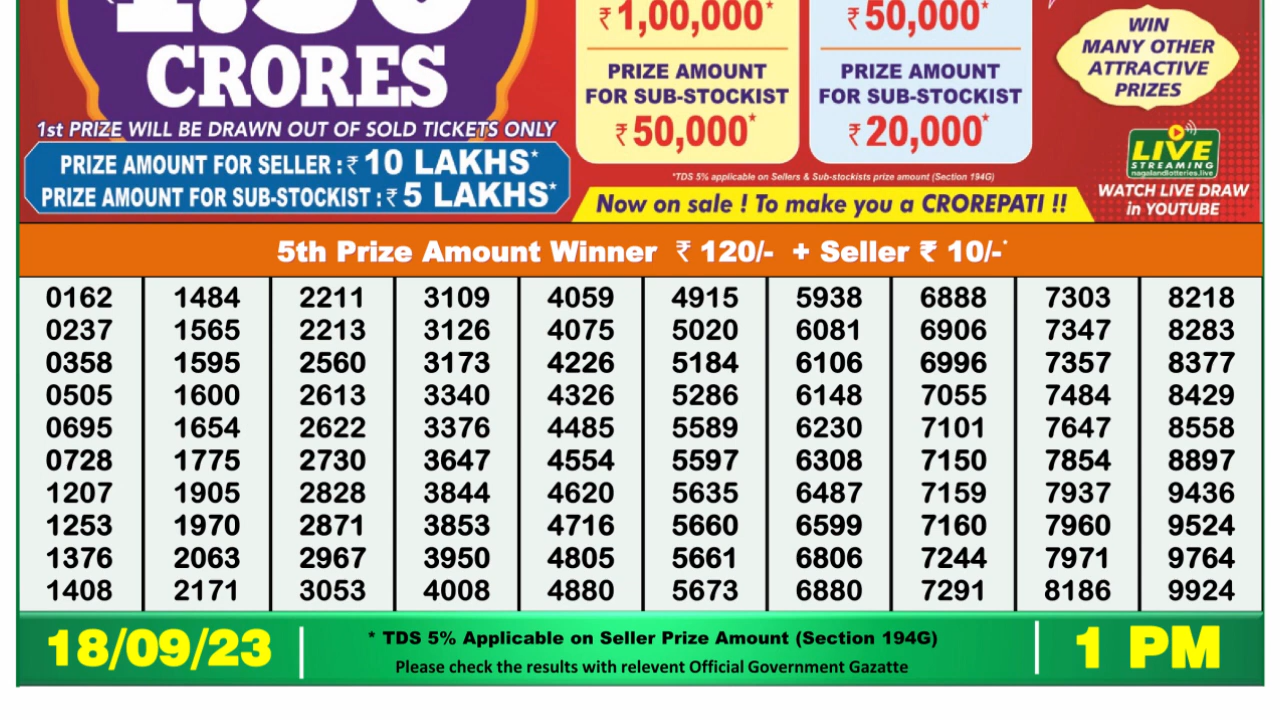 CRORES
1st PRIZE WILL BE DRAWN OUT OF SOLD TICKETS ONLY
PRIZE AMOUNT FOR SELLER : ₹ 10 LAKHS*
PRIZE AMOUNT FOR SUB-STOCKIST : ₹ 5 LAKHS*
₹ 1,00,000*
PRIZE AMOUNT
FOR SUB-STOCKIST
₹ 50,000*
₹ 50,000*
PRIZE AMOUNT
FOR SUB-STOCKIST
₹ 20,000*
WIN
MANY OTHER
ATTRACTIVE
PRIZES
LIVE
STREAMING
nagalandlotteries.live
WATCH LIVE DRAW
in YOUTUBE
*TDS 5% applicable on Sellers & Sub-stockists prize amount (Section 194G)
Now on sale ! To make you a CROREPATI !!
5th Prize Amount Winner ₹ 120/- + Seller ₹ 10/-*
0162 1484 2211 3109 4059 4915 5938 6888 7303 8218
0237 1565 2213 3126 4075 5020 6081 6906 7347 8283
0358 1595 2560 3173 4226 5184 6106 6996 7357 8377
0505 1600 2613 3340 4326 5286 6148 7055 7484 8429
0695 1654 2622 3376 4485 5589 6230 7101 7647 8558
0728 1775 2730 3647 4554 5597 6308 7150 7854 8897
1207 1905 2828 3844 4620 5635 6487 7159 7937 9436
1253 1970 2871 3853 4716 5660 6599 7160 7960 9524
1376 2063 2967 3950 4805 5661 6806 7244 7971 9764
1408 2171 3053 4008 4880 5673 6880 7291 8186 9924
18/09/23
* TDS 5% Applicable on Seller Prize Amount (Section 194G)
Please check the results with relevent Official Government Gazatte
1 PM